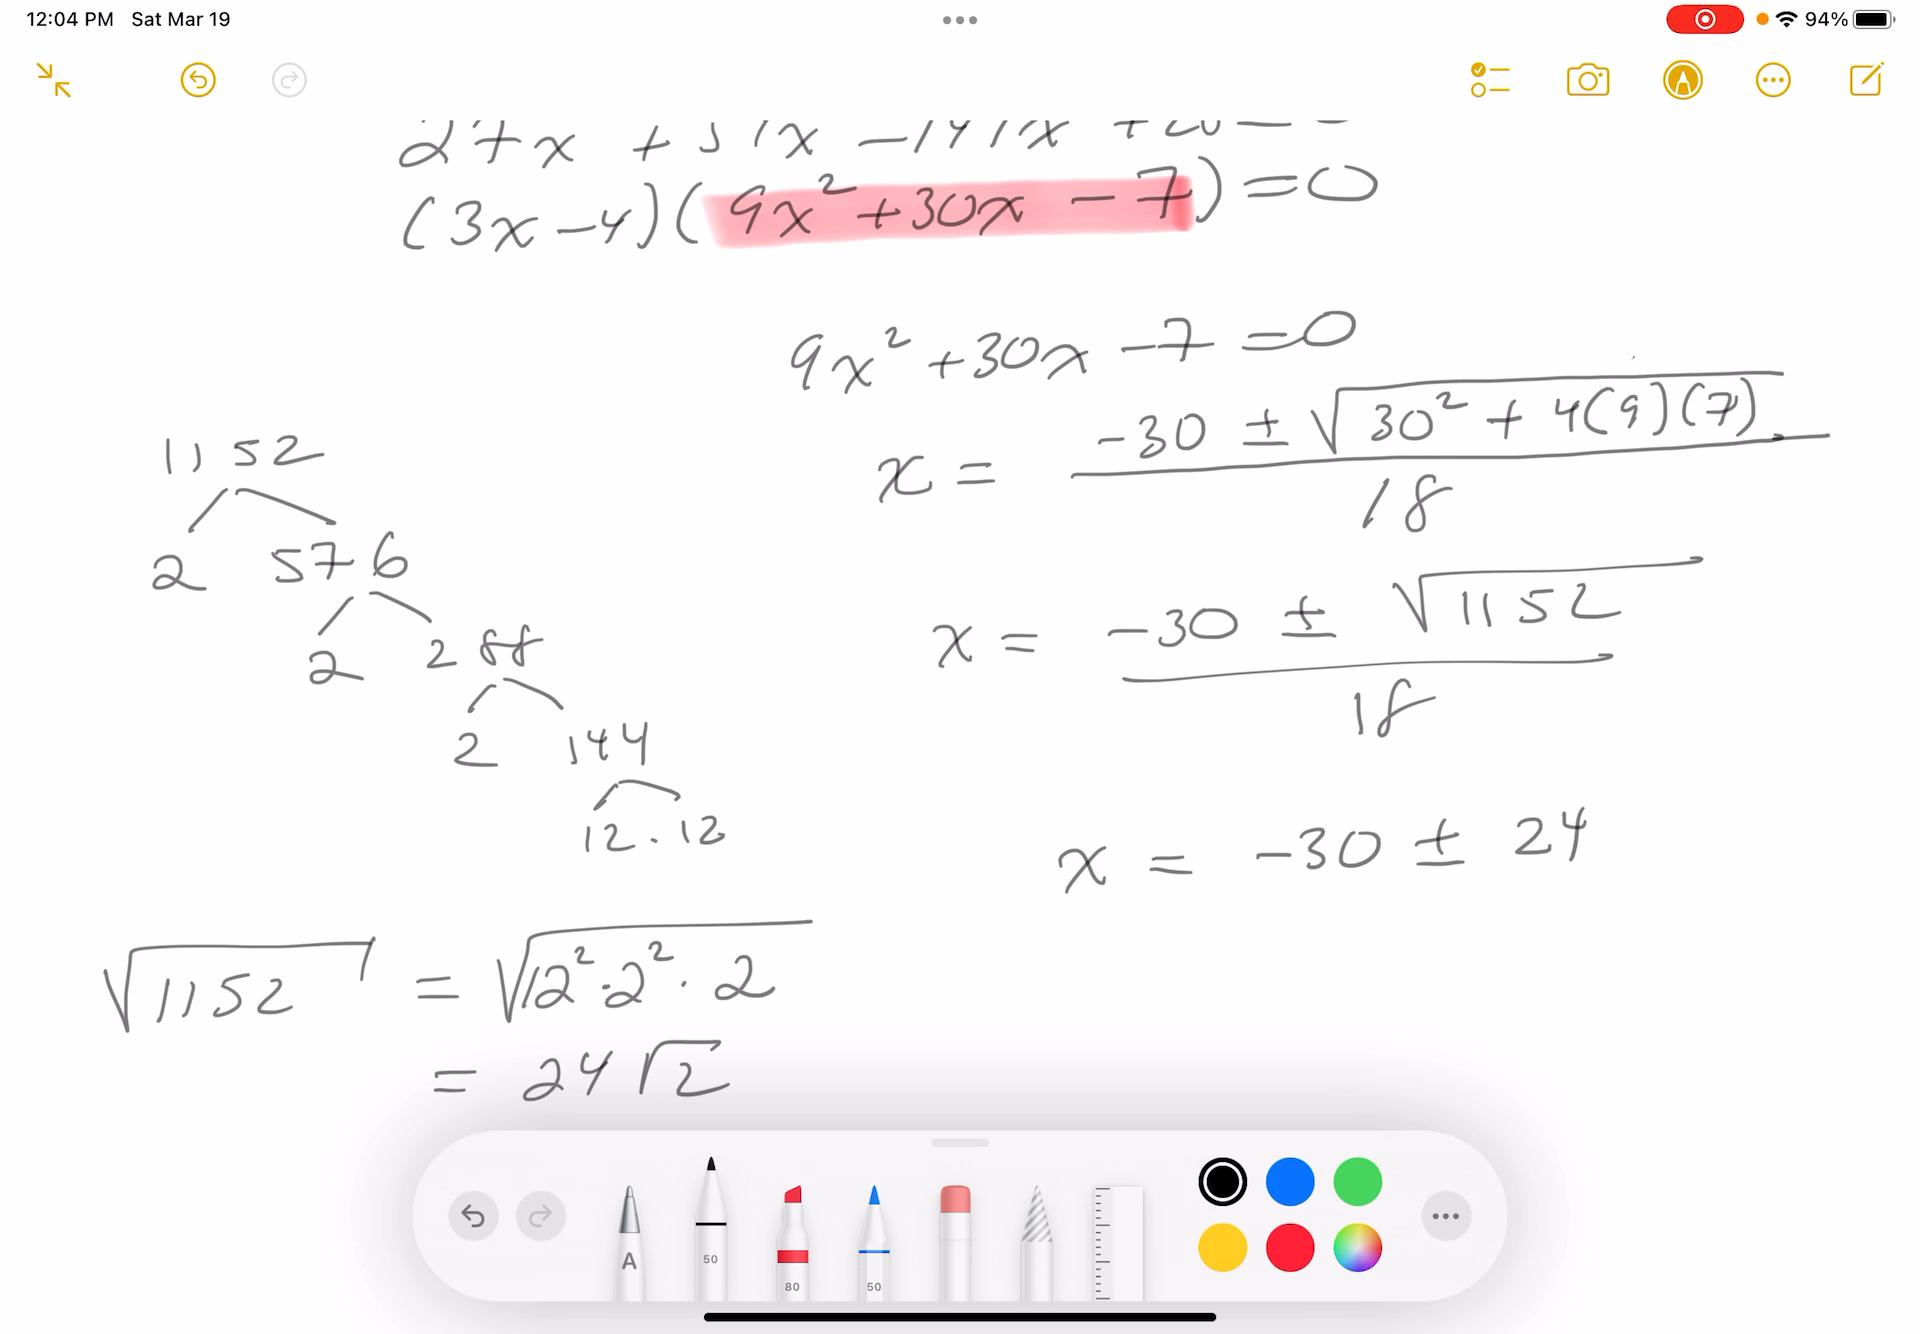 12:04 PM Sat Mar 19
94%
(3x-4)(9x²+30x-7)=0
9x²+30x-7=0
x = -30 ± √30²+4(9)(7)
18
1152
2 576
2 288
2 144
12·12
x = -30 ± √1152
18
x = -30 ± 24
√1152 = √12²·2²·2
= 24√2
A
50
80
50